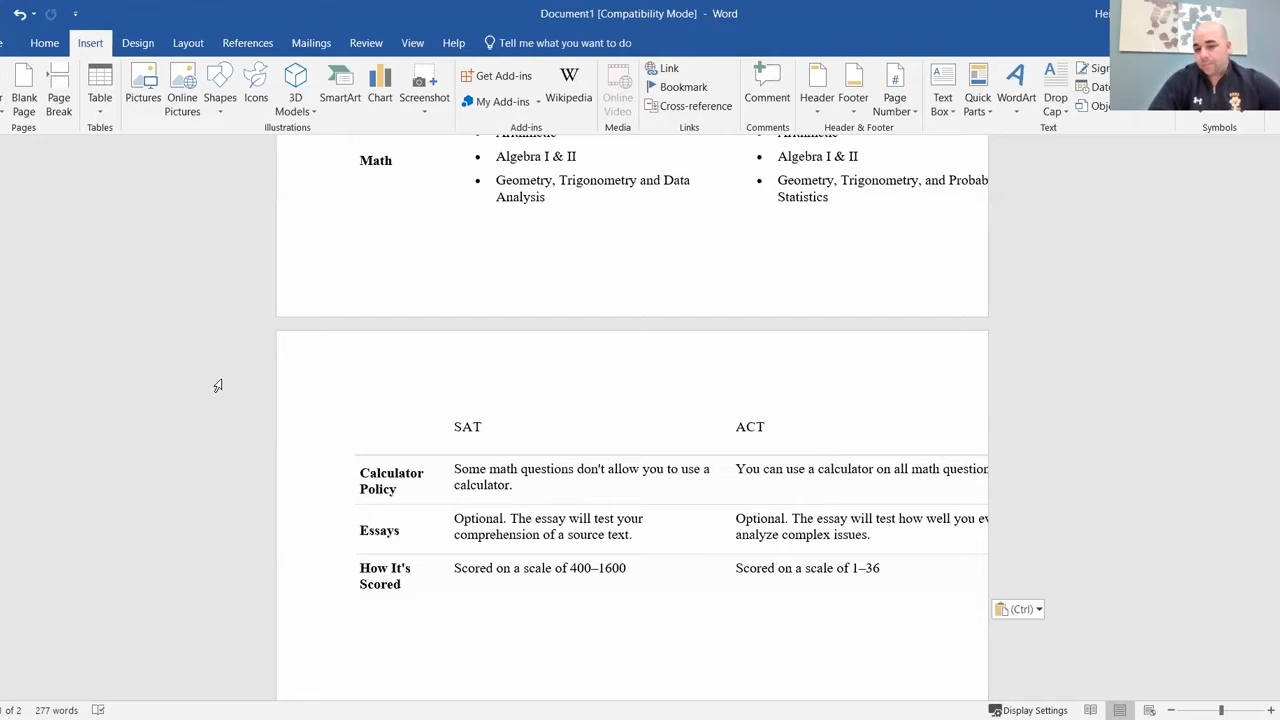 Document1 [Compatibility Mode] - Word
Home Insert Design Layout References Mailings Review View Help Tell me what you want to do
Blank Page
Page Break
Table
Pictures
Online Pictures
Shapes
Icons
3D Models
SmartArt
Chart
Screenshot
Get Add-ins
My Add-ins
W
Wikipedia
Online Video
Link
Bookmark
Cross-reference
Comment
Header
Footer
#
Page Number
A
Text Box
Quick Parts
A
WordArt
A
Drop Cap
Pages Tables Illustrations Add-ins Media Links Comments Header & Footer Text Symbols
Math
• Algebra I & II
• Geometry, Trigonometry and Data
Analysis
• Algebra I & II
• Geometry, Trigonometry, and Probab
Statistics
SAT ACT
Calculator
Policy
Some math questions don't allow you to use a
calculator.
You can use a calculator on all math question
Essays
Optional. The essay will test your
comprehension of a source text.
Optional. The essay will test how well you ev
analyze complex issues.
How It's
Scored
Scored on a scale of 400–1600
Scored on a scale of 1–36
(Ctrl)
of 2 277 words Display Settings